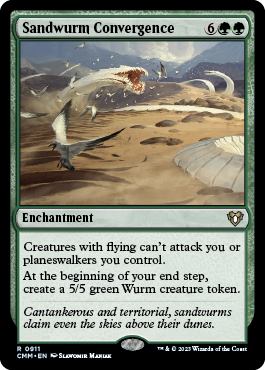 Sandwurm Convergence 6
Enchantment
Creatures with flying can't attack you or
planeswalkers you control.
At the beginning of your end step,
create a 5/5 green Wurm creature token.
Cantankerous and territorial, sandwurms
claim even the skies above their dunes.
R 0911
CMM • EN Slawomir Maniak
™ & © 2023 Wizards of the Coast